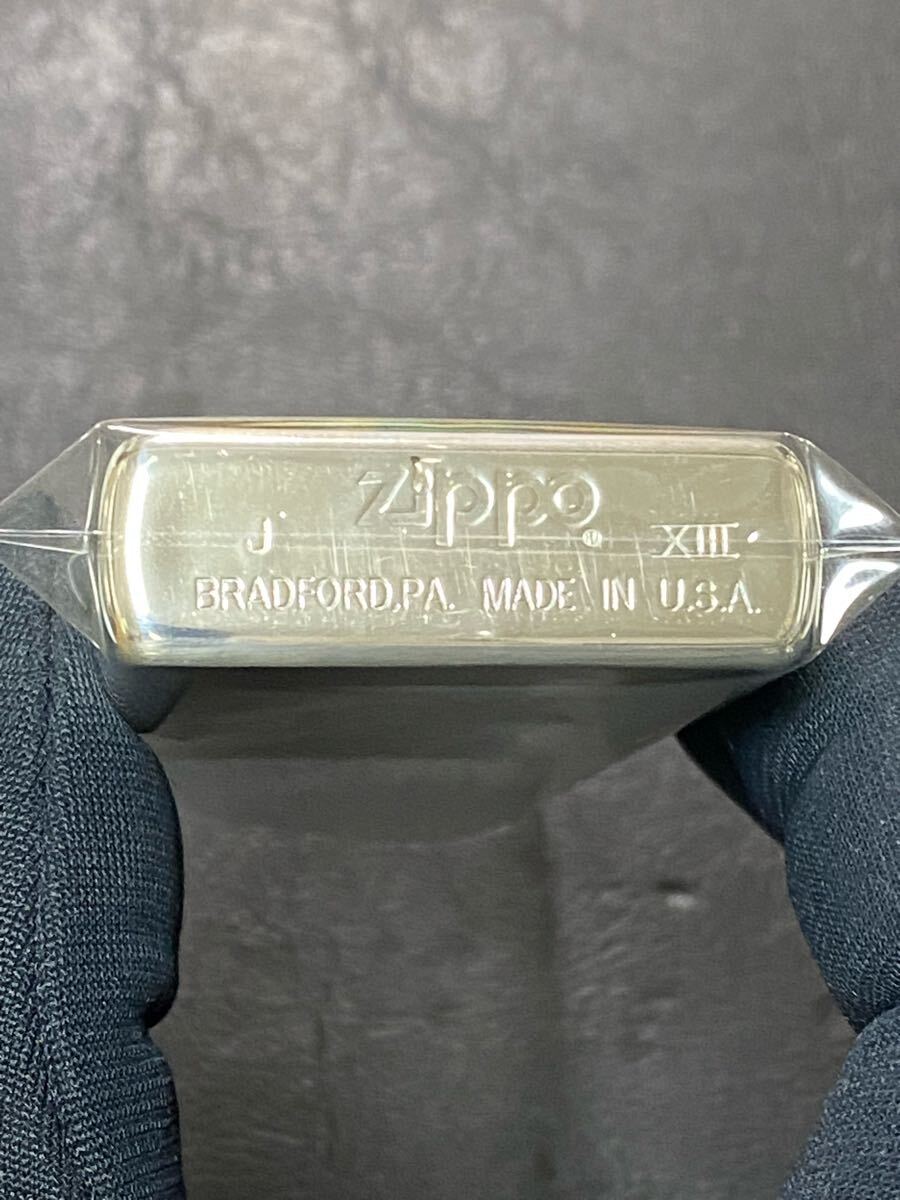 Zippo®
J XIII
BRADFORD,PA. MADE IN U.S.A.